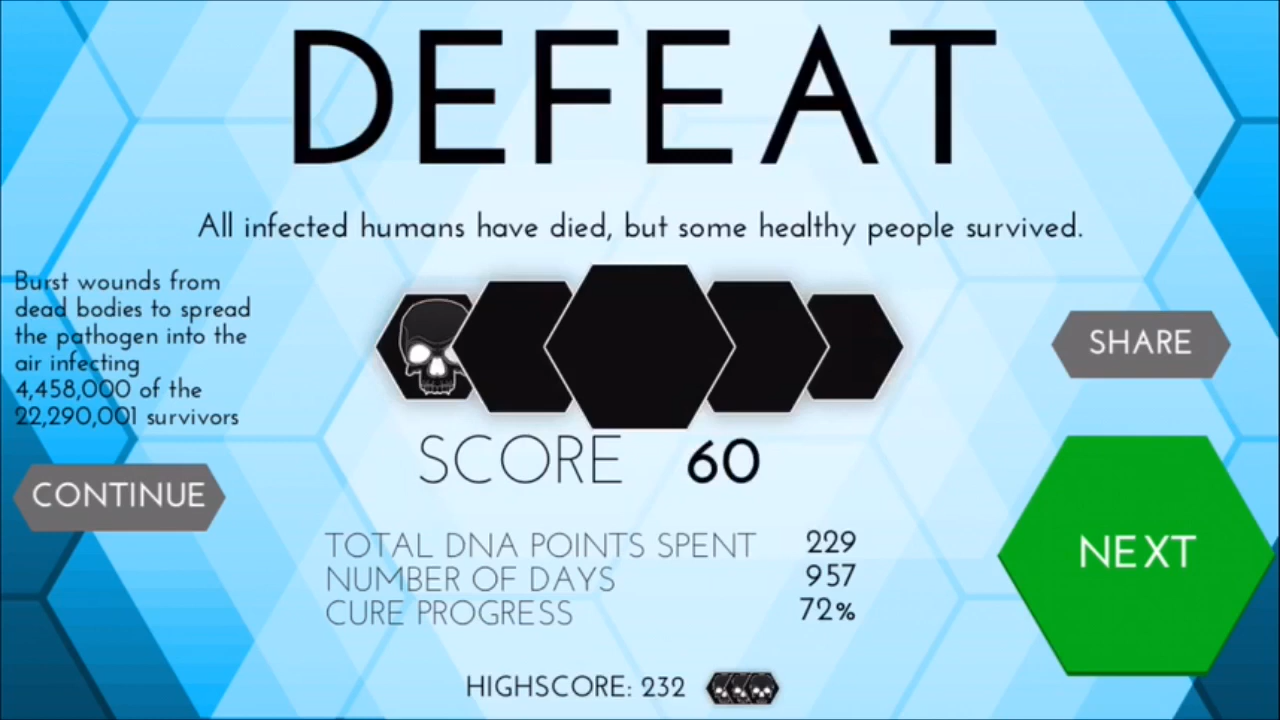 DEFEAT
All infected humans have died, but some healthy people survived.
Burst wounds from
dead bodies to spread
the pathogen into the
air infecting
4,458,000 of the
22,290,001 survivors
CONTINUE
SHARE
SCORE 60
NEXT
TOTAL DNA POINTS SPENT 229
NUMBER OF DAYS 957
CURE PROGRESS 72%
HIGHSCORE: 232